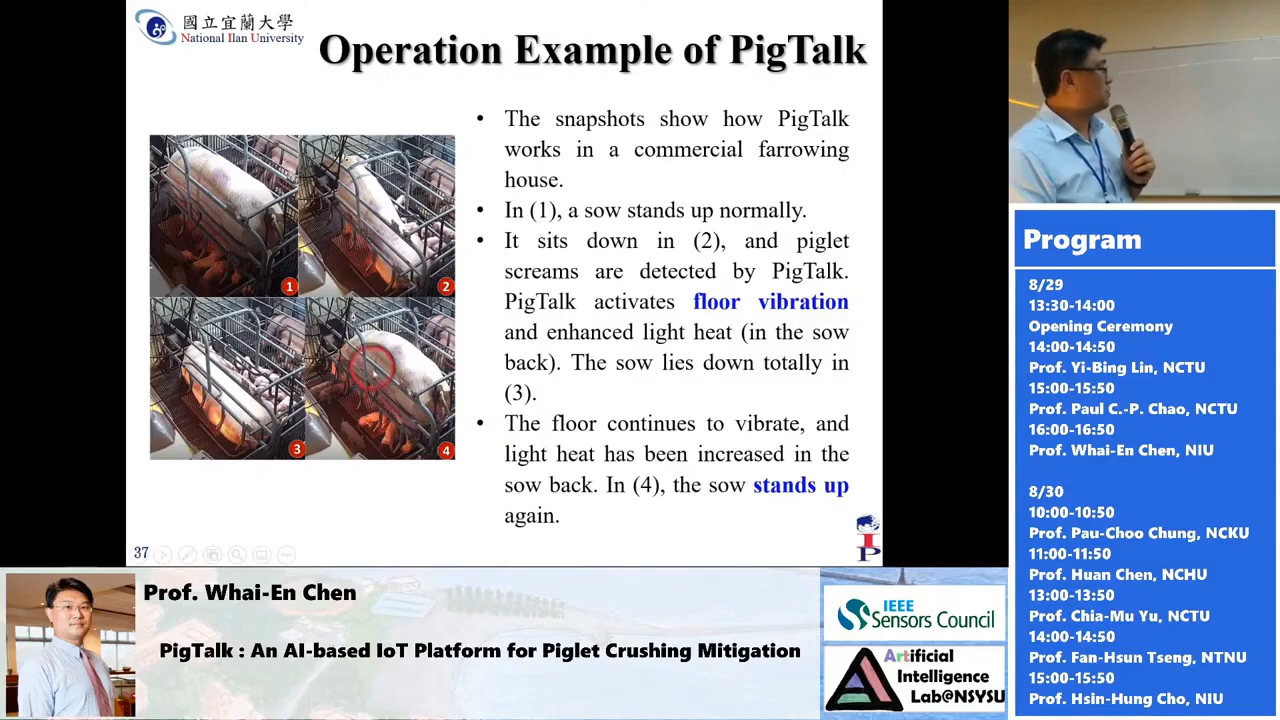 國立宜蘭大學
National Ilan University
Operation Example of PigTalk
• The snapshots show how PigTalk
works in a commercial farrowing
house.
• In (1), a sow stands up normally.
• It sits down in (2), and piglet
screams are detected by PigTalk.
PigTalk activates floor vibration
and enhanced light heat (in the sow
back). The sow lies down totally in
(3).
• The floor continues to vibrate, and
light heat has been increased in the
sow back. In (4), the sow stands up
again.
1
2
3
4
37
IP
Program
8/29
13:30-14:00
Opening Ceremony
14:00-14:50
Prof. Yi-Bing Lin, NCTU
15:00-15:50
Prof. Paul C.-P. Chao, NCTU
16:00-16:50
Prof. Whai-En Chen, NIU
8/30
10:00-10:50
Prof. Pau-Choo Chung, NCKU
11:00-11:50
Prof. Huan Chen, NCHU
13:00-13:50
Prof. Chia-Mu Yu, NCTU
14:00-14:50
Prof. Fan-Hsun Tseng, NTNU
15:00-15:50
Prof. Hsin-Hung Cho, NIU
Prof. Whai-En Chen
PigTalk : An AI-based IoT Platform for Piglet Crushing Mitigation
IEEE
Sensors Council
Artificial
Intelligence
Lab@NSYSU